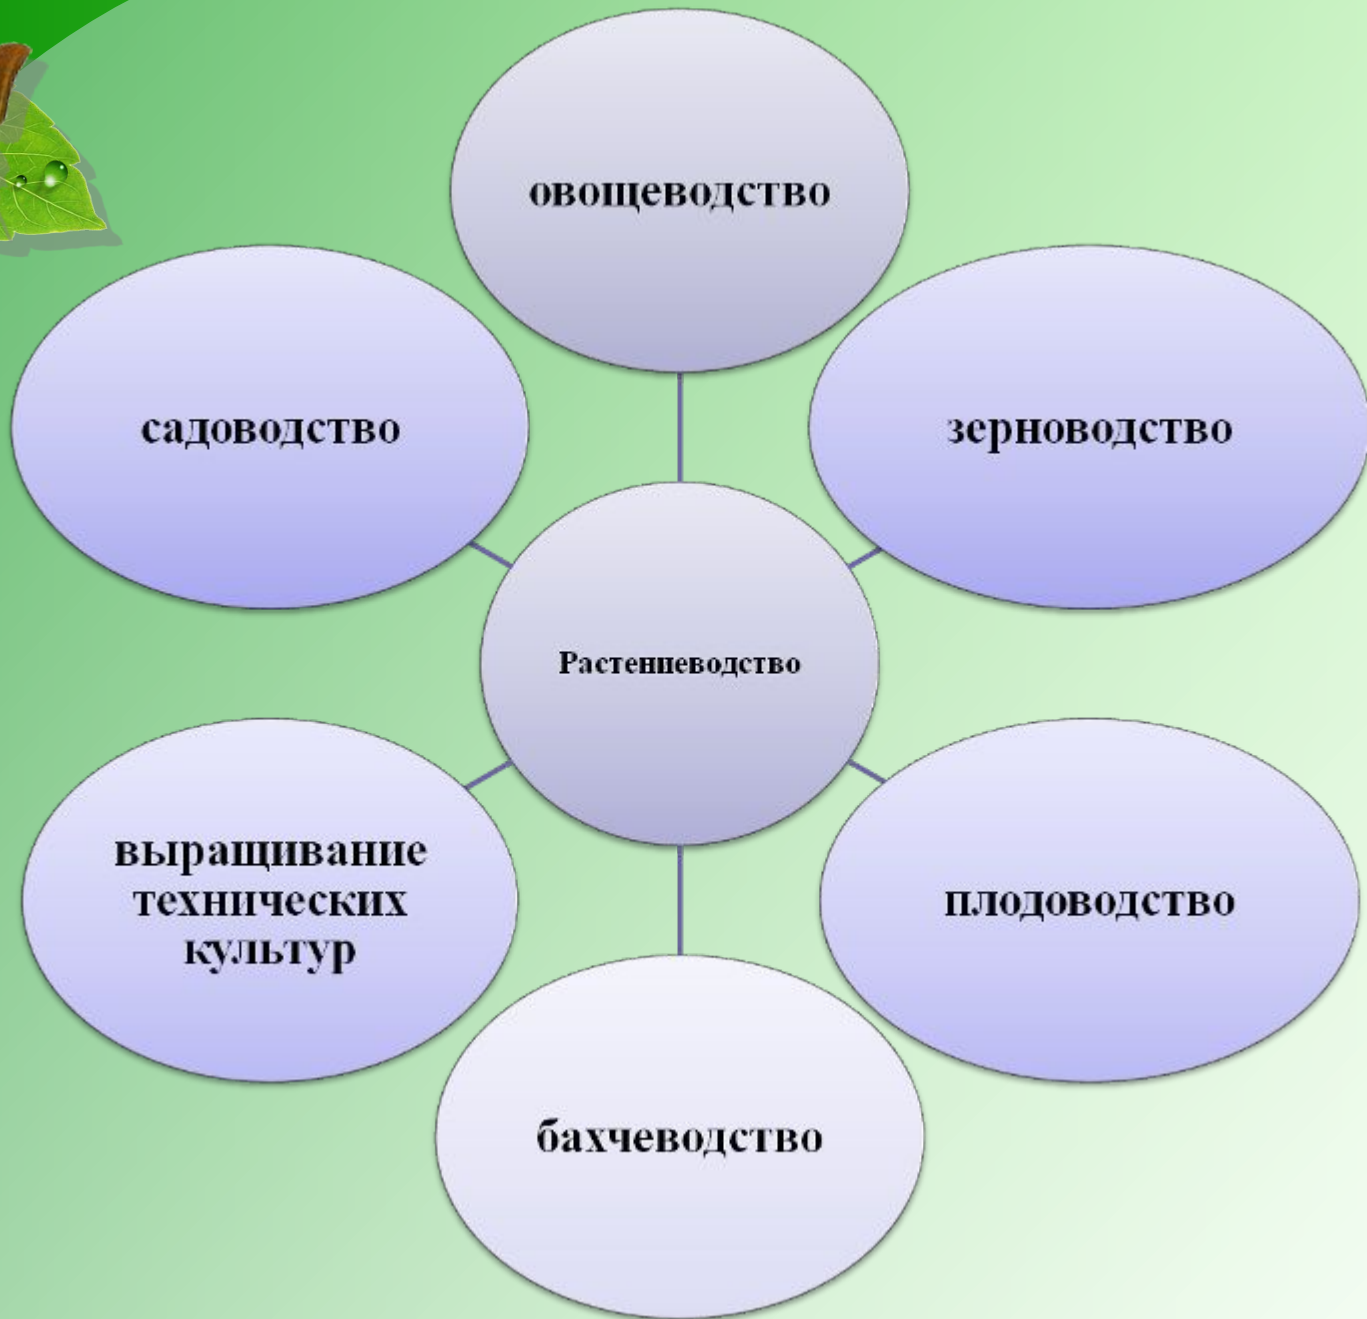 овощеводство
садоводство
зерноводство
Растениеводство
выращивание
технических
культур
плодоводство
бахчеводство